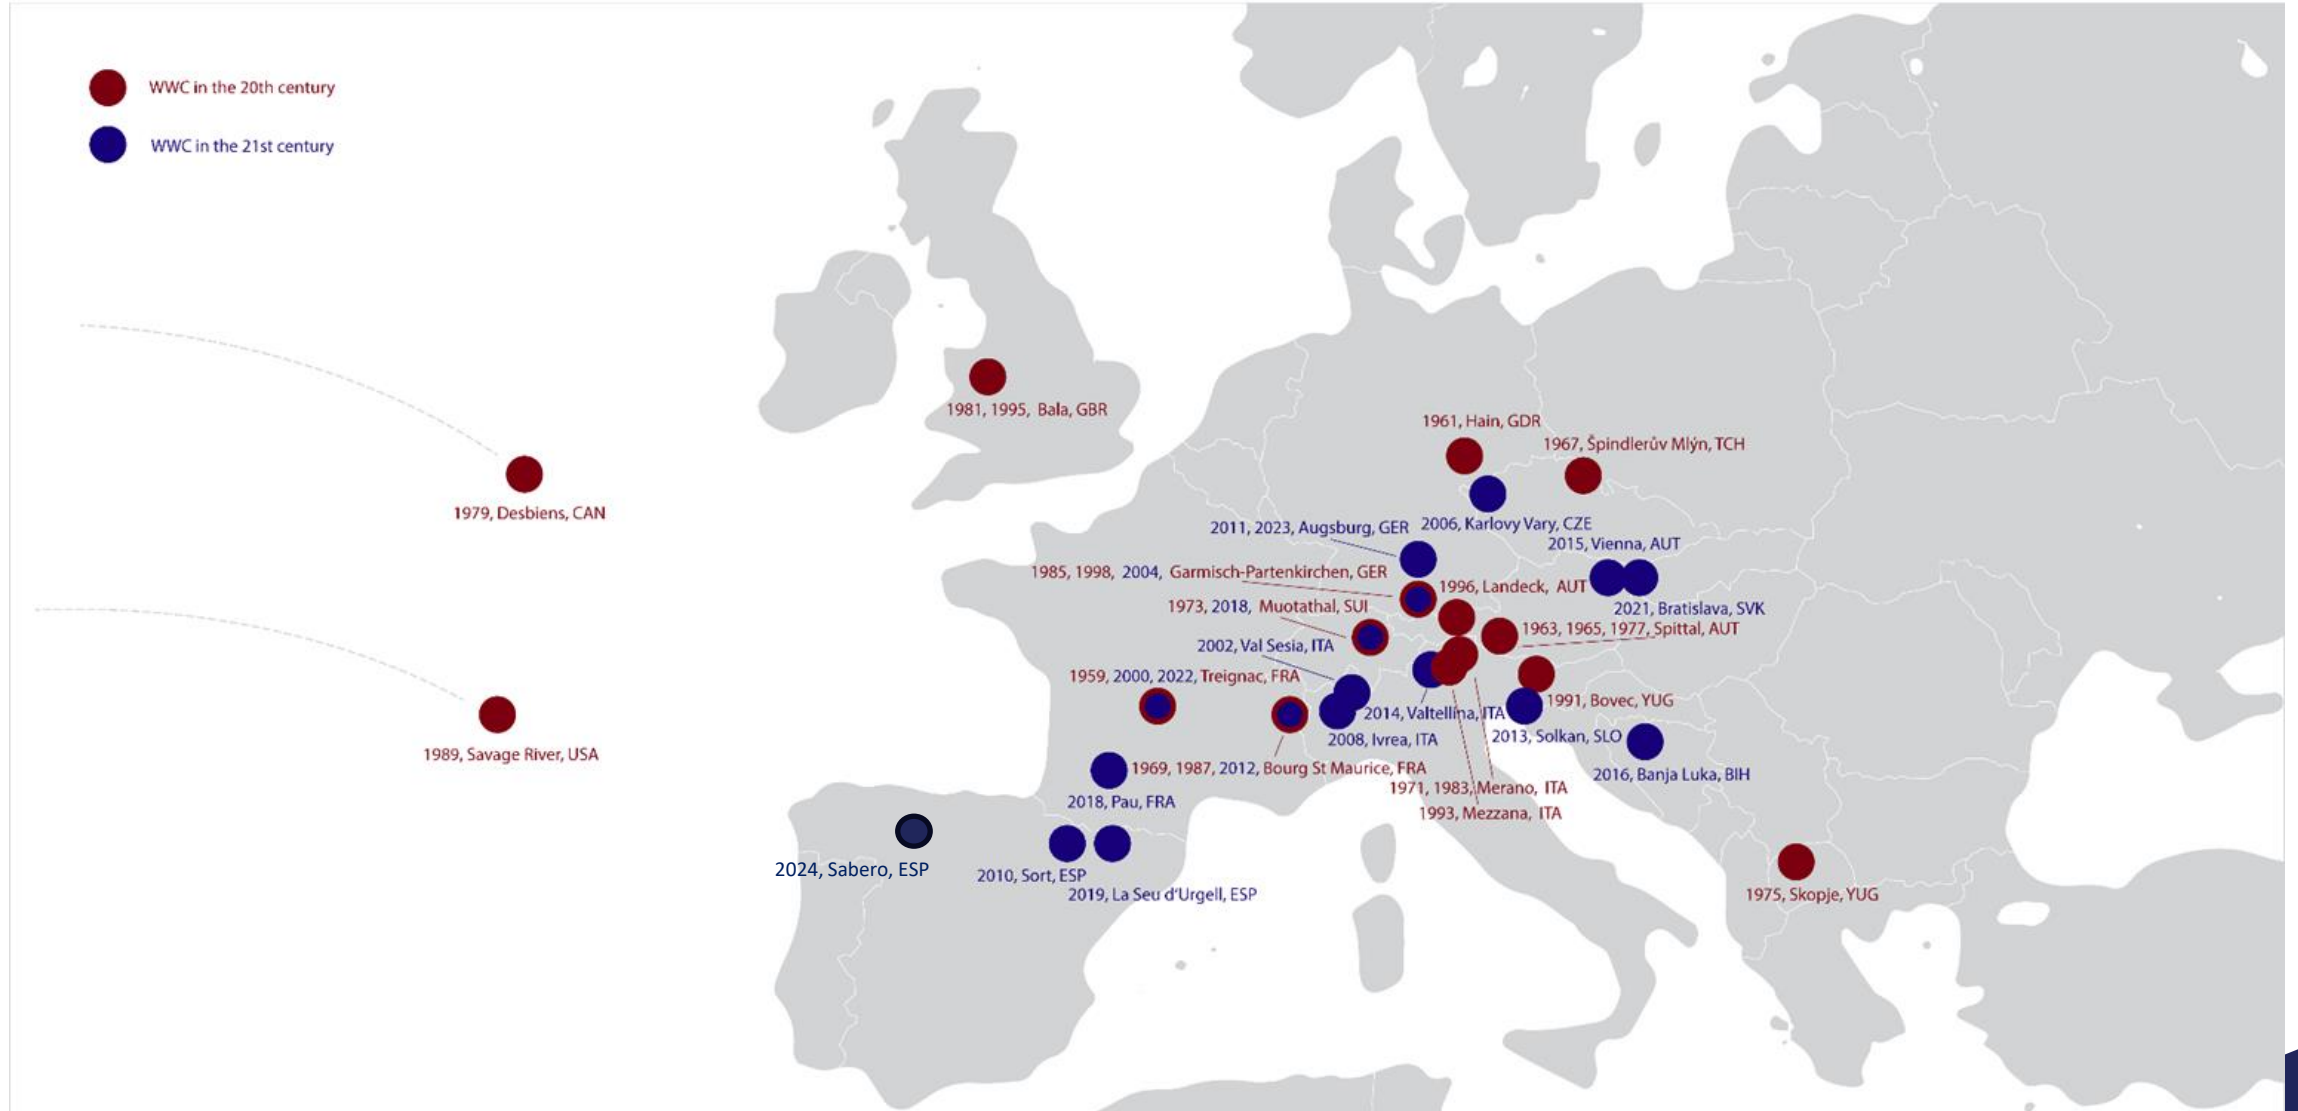 WWC in the 20th century
WWC in the 21st century
1981, 1995, Bala, GBR
1961, Hain, GDR
1967, Špindlerův Mlýn, TCH
1979, Desbiens, CAN
2011, 2023, Augsburg, GER
2006, Karlovy Vary, CZE
2015, Vienna, AUT
1985, 1998, 2004, Garmisch-Partenkirchen, GER
1996, Landeck, AUT
1973, 2018, Muotathal, SUI
2021, Bratislava, SVK
1963, 1965, 1977, Spittal, AUT
2002, Val Sesia, ITA
1959, 2000, 2022, Treignac, FRA
1991, Bovec, YUG
2014, Valtellina, ITA
2013, Solkan, SLO
2008, Ivrea, ITA
1989, Savage River, USA
1969, 1987, 2012, Bourg St Maurice, FRA
2016, Banja Luka, BIH
1971, 1983, Merano, ITA
2018, Pau, FRA
1993, Mezzana, ITA
2024, Sabero, ESP
2010, Sort, ESP
2019, La Seu d'Urgell, ESP
1975, Skopje, YUG